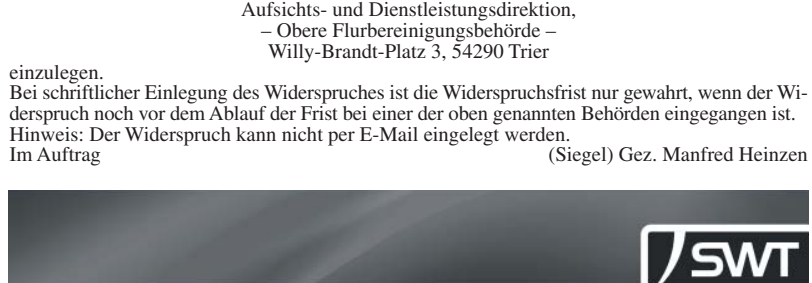 Aufsichts- und Dienstleistungsdirektion,
– Obere Flurbereinigungsbehörde –
Willy-Brandt-Platz 3, 54290 Trier
einzulegen.
Bei schriftlicher Einlegung des Widerspruches ist die Widerspruchsfrist nur gewahrt, wenn der Wi-
derspruch noch vor dem Ablauf der Frist bei einer der oben genannten Behörden eingegangen ist.
Hinweis: Der Widerspruch kann nicht per E-Mail eingelegt werden.
Im Auftrag (Siegel) Gez. Manfred Heinzen
SWT